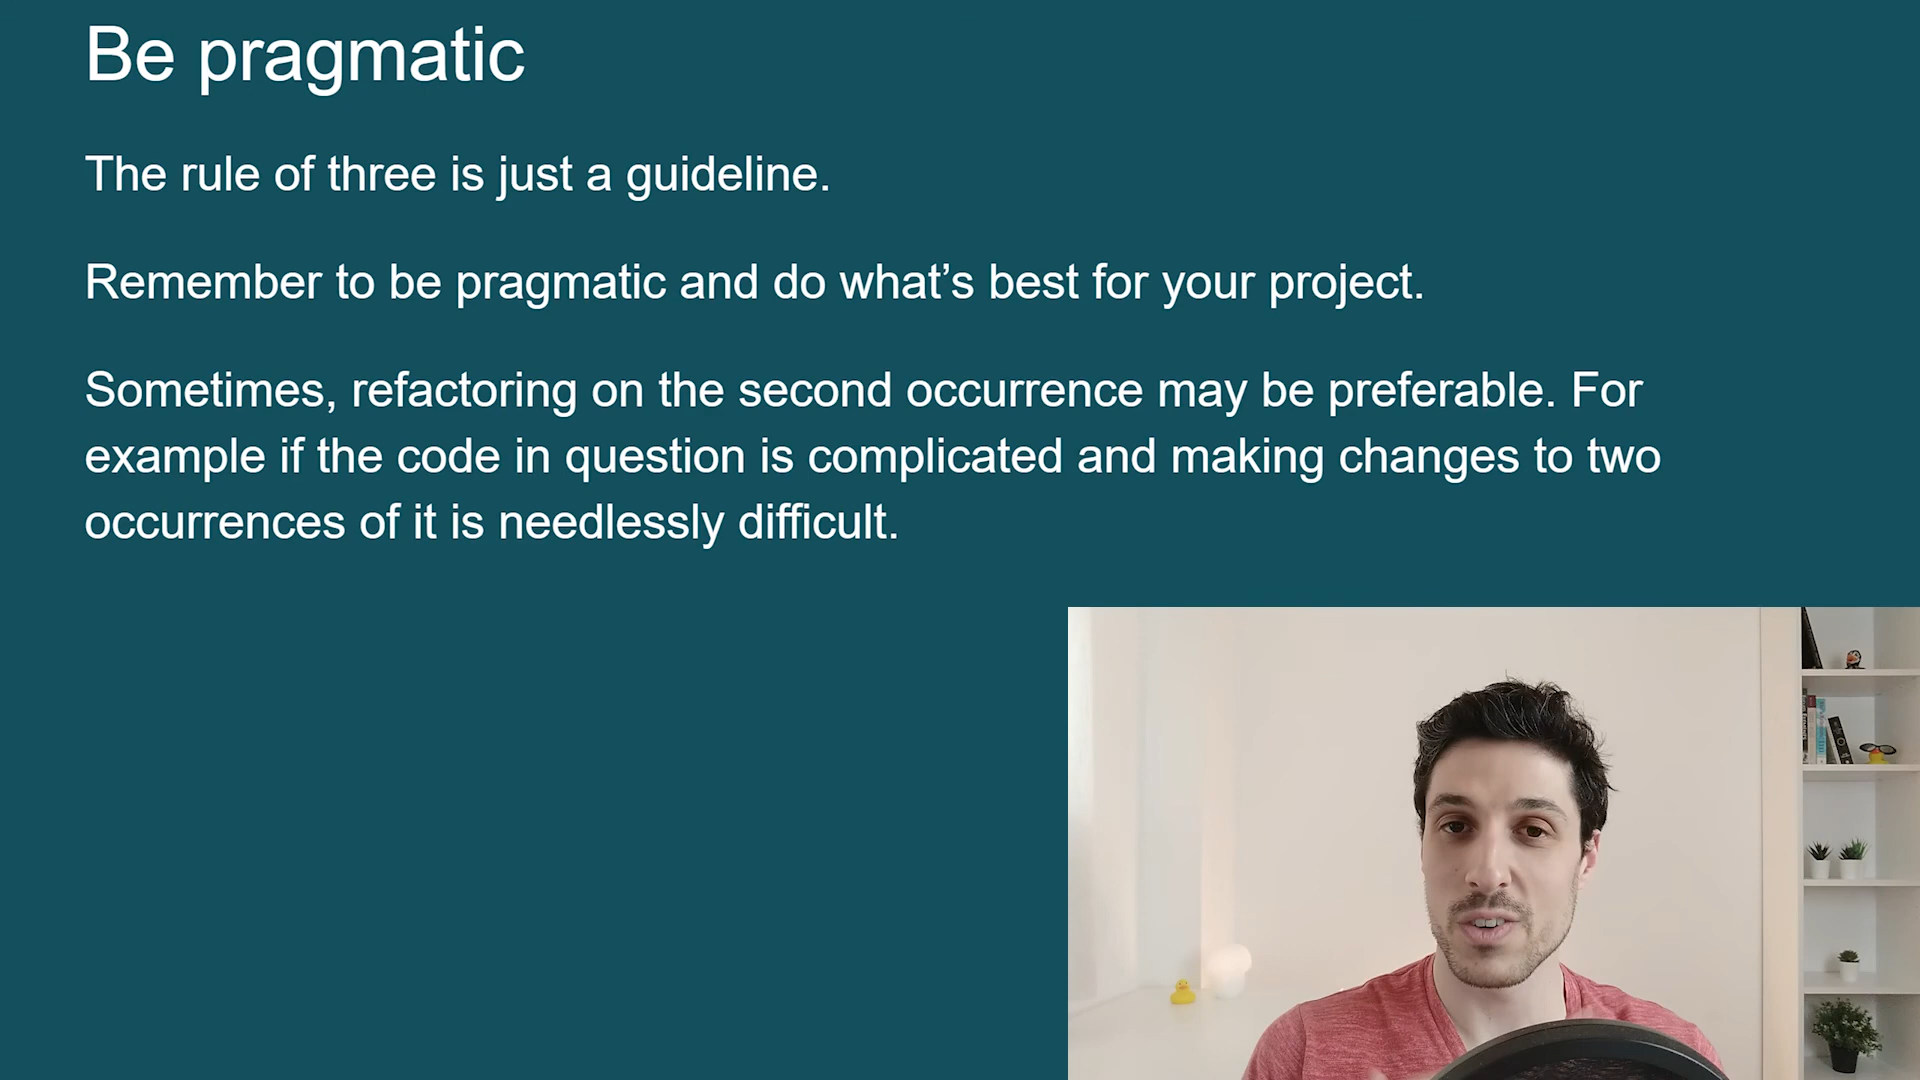 Be pragmatic
The rule of three is just a guideline.
Remember to be pragmatic and do what’s best for your project.
Sometimes, refactoring on the second occurrence may be preferable. For
example if the code in question is complicated and making changes to two
occurrences of it is needlessly difficult.